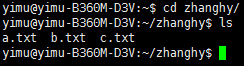 yimu@yimu-B360M-D3V:~$ cd zhanghy/
yimu@yimu-B360M-D3V:~/zhanghy$ ls
a.txt  b.txt  c.txt
yimu@yimu-B360M-D3V:~/zhanghy$